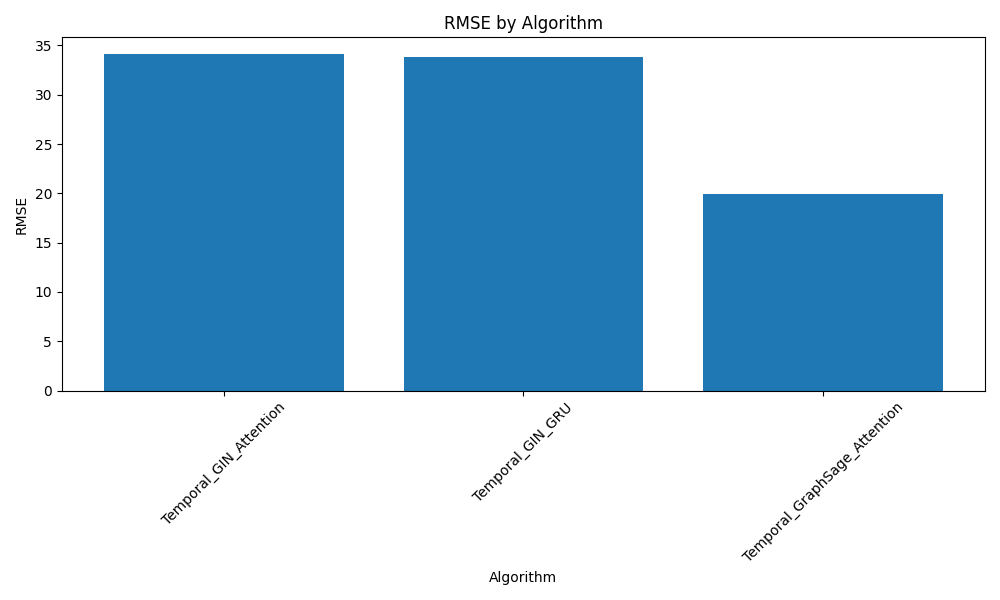 RMSE by Algorithm
RMSE
35
30
25
20
15
10
5
0
Temporal_GIN_Attention
Temporal_GIN_GRU
Temporal_GraphSage_Attention
Algorithm